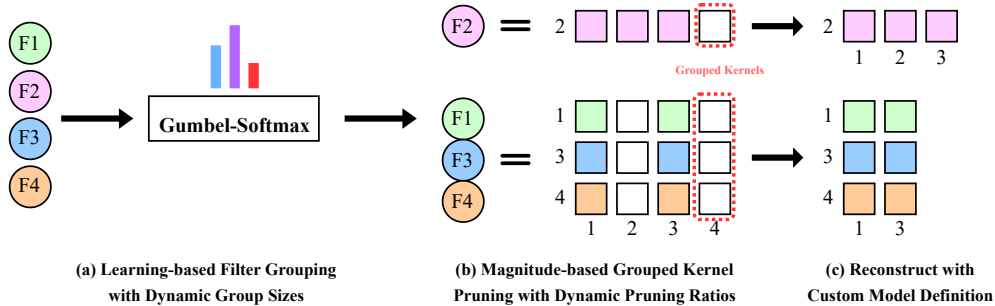 F1
F2
F3
F4
Gumbel-Softmax
F2
=
2
Grouped Kernels
2
1 2 3
F1
F3
F4
=
1
3
4
1 2 3 4
1
3
4
1 3
(a) Learning-based Filter Grouping
with Dynamic Group Sizes
(b) Magnitude-based Grouped Kernel
Pruning with Dynamic Pruning Ratios
(c) Reconstruct with
Custom Model Definition